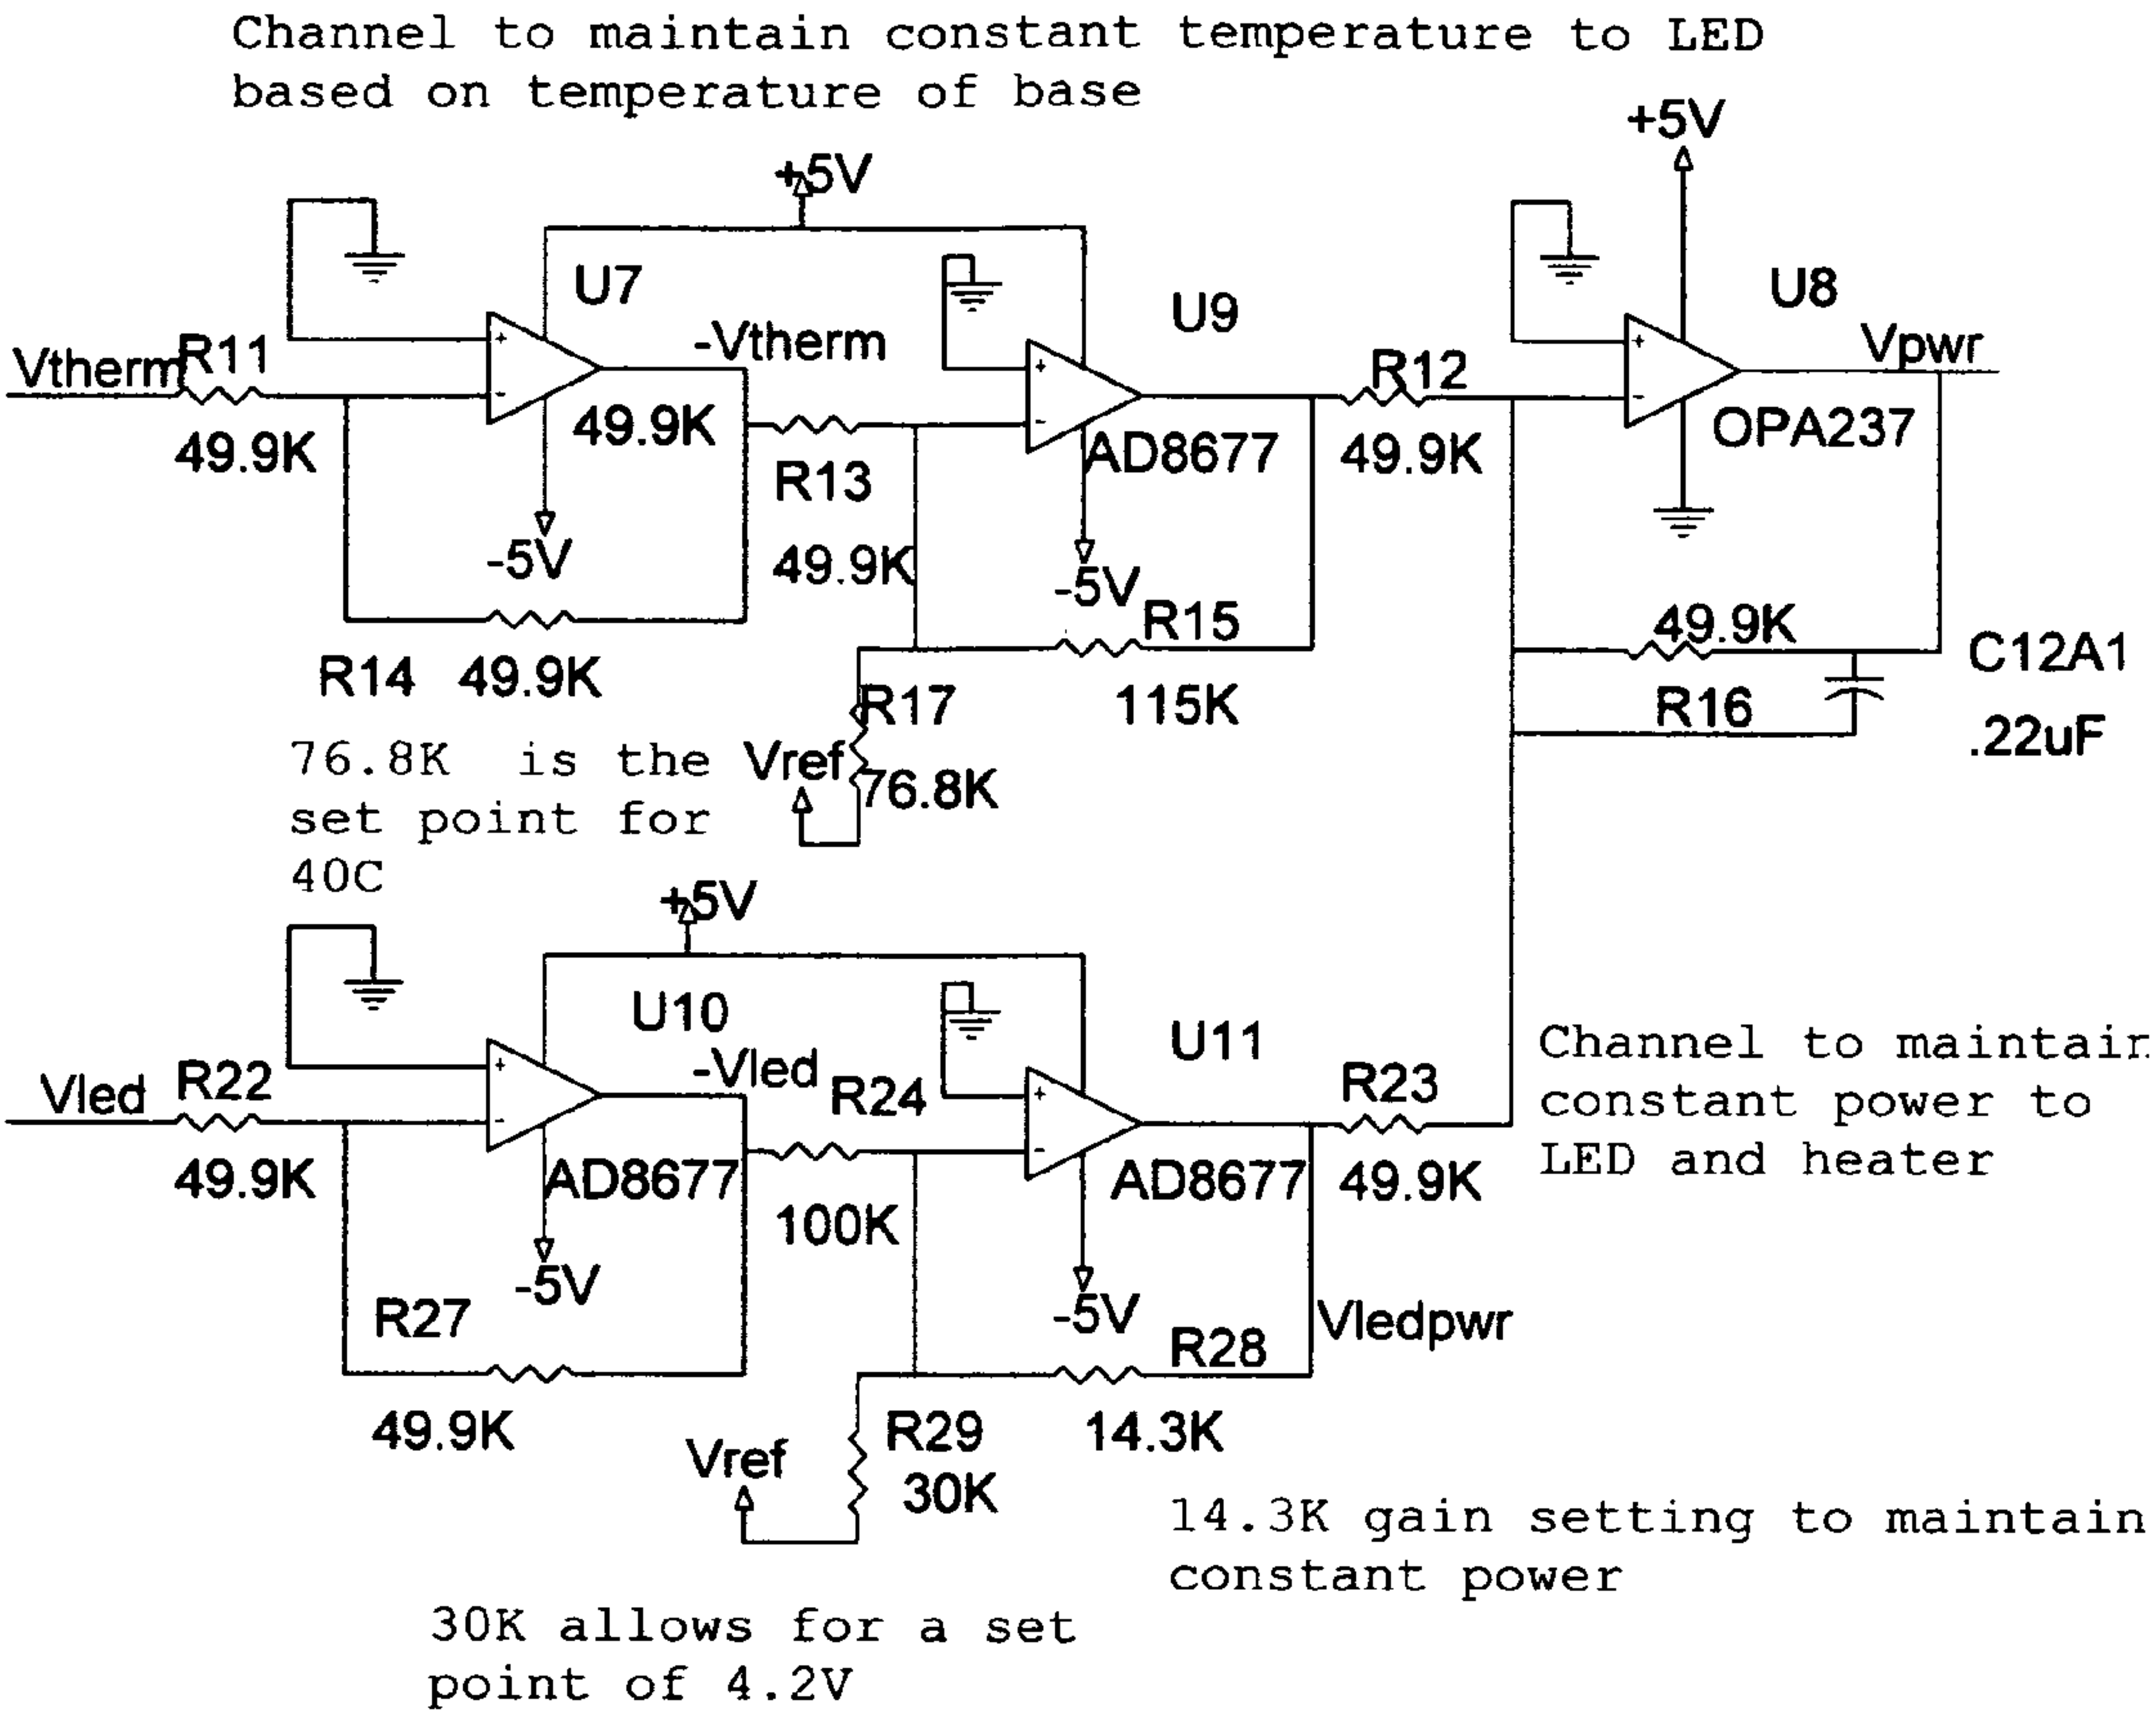 Channel to maintain constant temperature to LED
based on temperature of base
+5V
+5V
U7
U9
U8
Vtherm
R11
-Vtherm
R12
Vpwr
+
-
+
-
+
-
49.9K
49.9K
R13
AD8677
49.9K
OPA237
-5V
49.9K
-5V
R15
49.9K
C12A1
R14
49.9K
R17
115K
R16
.22uF
76.8K is the
set point for
40C
Vref
76.8K
+5V
U10
U11
Channel to maintain
constant power to
LED and heater
Vled
R22
-Vled
R24
R23
+
-
+
-
49.9K
AD8677
100K
AD8677
49.9K
-5V
-5V
R27
R28
Vledpwr
49.9K
Vref
R29
30K
14.3K
14.3K gain setting to maintain
constant power
30K allows for a set
point of 4.2V